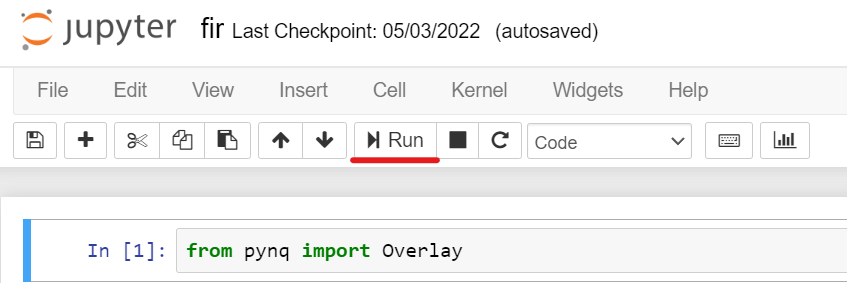 jupyter fir Last Checkpoint: 05/03/2022 (autosaved)
File Edit View Insert Cell Kernel Widgets Help
Run Code
In [1]: from pynq import Overlay